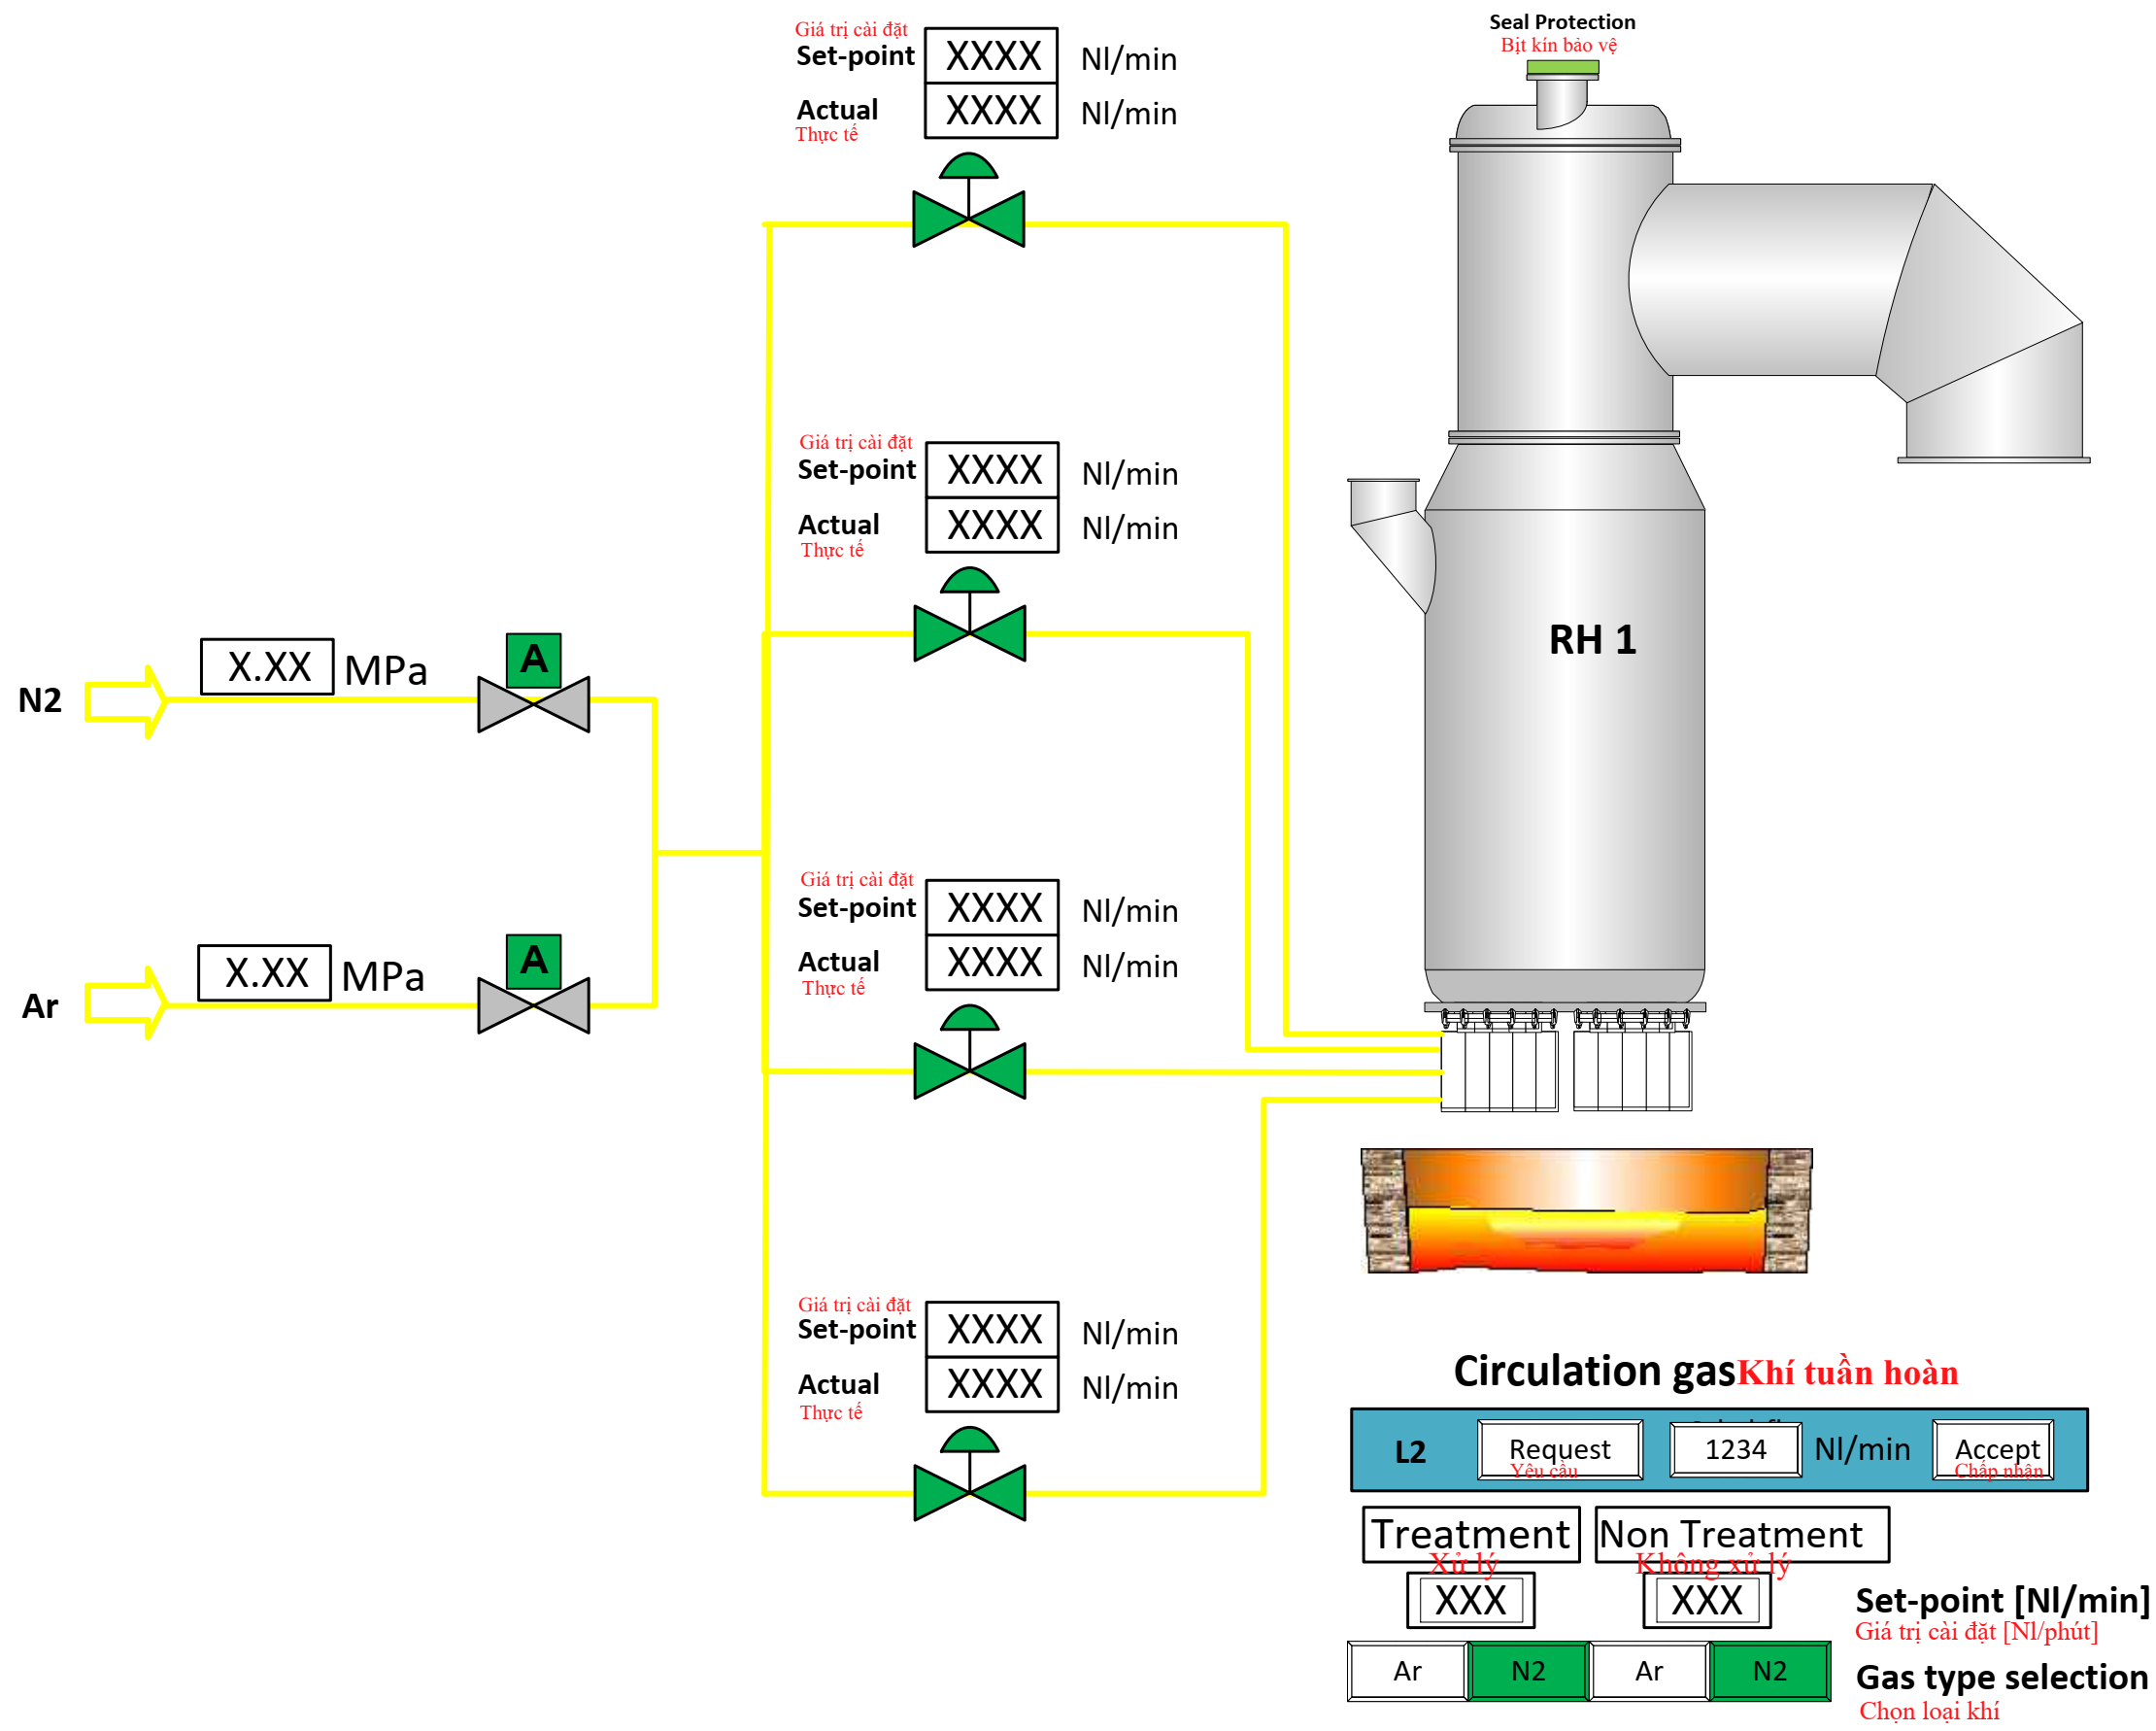 Seal Protection
Bịt kín bảo vệ
Giá trị cài đặt
Set-point XXXX Nl/min
Actual XXXX Nl/min
Thực tế
Giá trị cài đặt
Set-point XXXX Nl/min
Actual XXXX Nl/min
Thực tế
RH 1
N2 X.XX MPa A
Giá trị cài đặt
Set-point XXXX Nl/min
Actual XXXX Nl/min
Thực tế
Ar X.XX MPa A
Giá trị cài đặt
Set-point XXXX Nl/min
Actual XXXX Nl/min
Thực tế
Circulation gas Khí tuần hoàn
L2 Request 1234 Nl/min Accept
Yêu cầu Chấp nhận
Treatment Non Treatment
Xử lý Không xử lý
XXX XXX Set-point [Nl/min]
Giá trị cài đặt [Nl/phút]
Ar N2 Ar N2 Gas type selection
Chọn loại khí